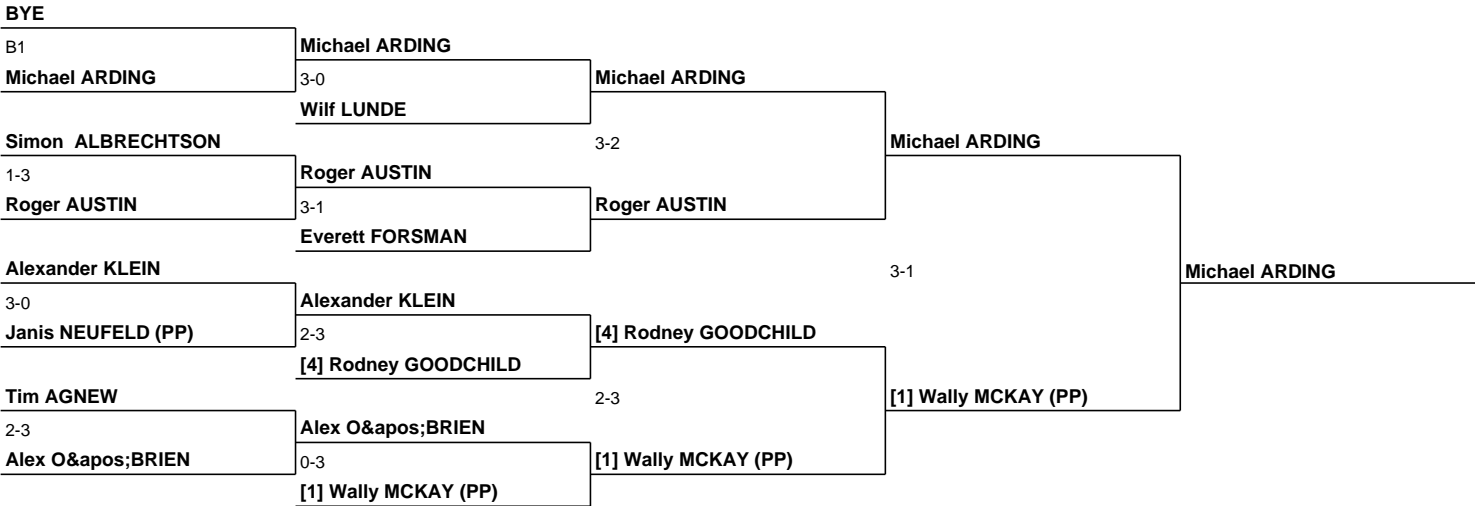 BYE
B1
Michael ARDING
Michael ARDING
3-0
Michael ARDING
Wilf LUNDE
Simon  ALBRECHTSON
3-2
Michael ARDING
1-3
Roger AUSTIN
Roger AUSTIN
3-1
Roger AUSTIN
Everett FORSMAN
Alexander KLEIN
3-1
Michael ARDING
3-0
Alexander KLEIN
Janis NEUFELD (PP)
2-3
[4] Rodney GOODCHILD
[4] Rodney GOODCHILD
Tim AGNEW
2-3
[1] Wally MCKAY (PP)
2-3
Alex O&amp;apos;BRIEN
Alex O&amp;apos;BRIEN
0-3
[1] Wally MCKAY (PP)
[1] Wally MCKAY (PP)